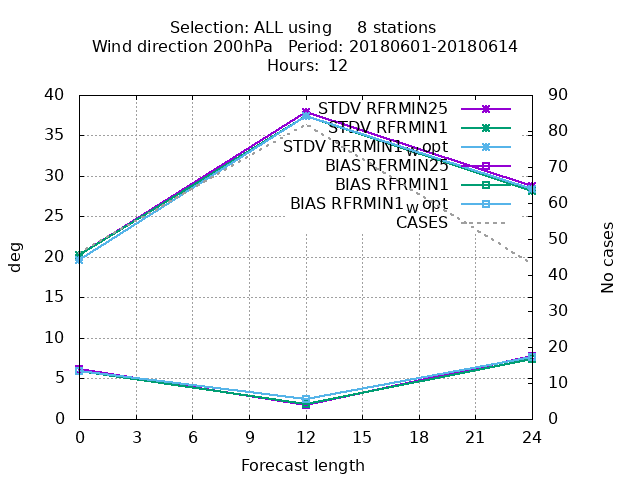 Selection: ALL using     8 stations
Wind direction 200hPa   Period: 20180601-20180614
Hours: 12
40 90
35 80
30 70
25 60
20 50
15 40
10 30
5 20
0 10
0
deg
No cases
STDV RFRMIN25
STDV RFRMIN1
STDV RFRMIN1wopt
BIAS RFRMIN25
BIAS RFRMIN1
BIAS RFRMIN1wopt
CASES
0 3 6 9 12 15 18 21 24
Forecast length